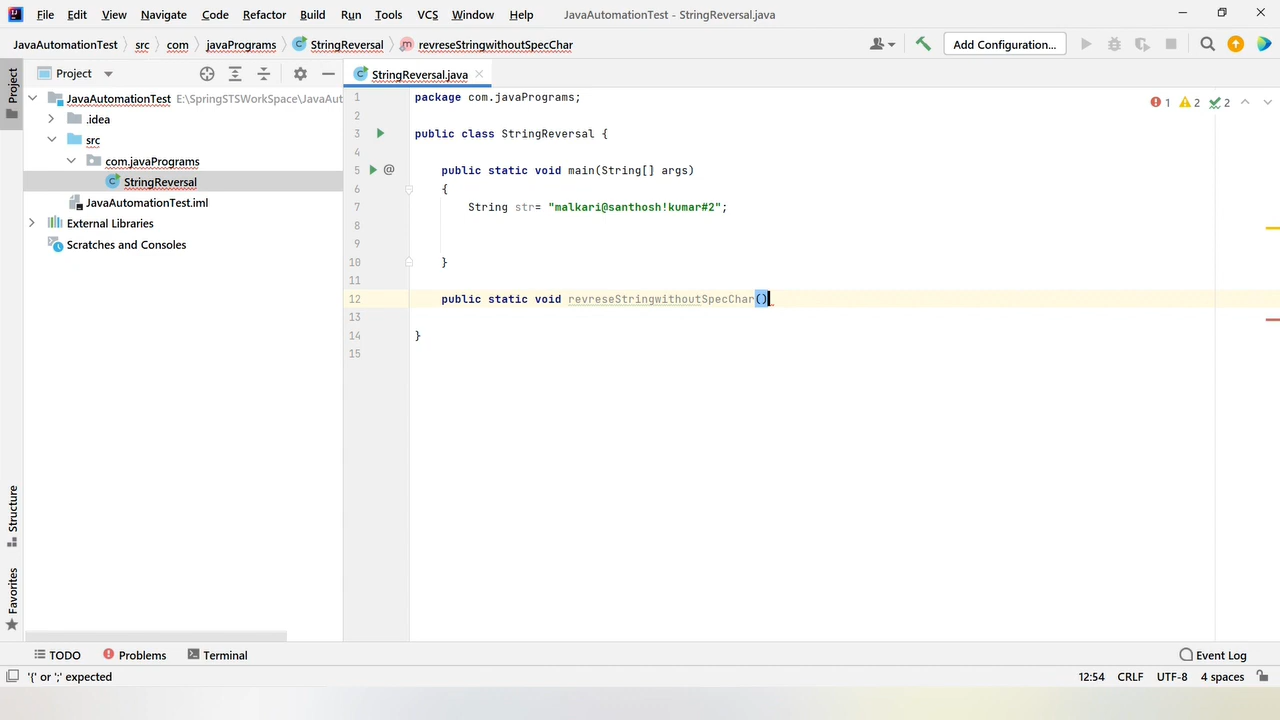 File Edit View Navigate Code Refactor Build Run Tools VCS Window Help JavaAutomationTest - StringReversal.java
JavaAutomationTest src com javaPrograms StringReversal revreseStringwithoutSpecChar Add Configuration...
Project StringReversal.java
Project
JavaAutomationTest E:\SpringSTSWorkSpace\JavaAut
.idea
src
com.javaPrograms
StringReversal
JavaAutomationTest.iml
External Libraries
Scratches and Consoles
1 package com.javaPrograms;
2
3 public class StringReversal {
4
5 @ public static void main(String[] args)
6 {
7 String str= "malkari@santhosh!kumar#2";
8
9
10 }
11
12 public static void revreseStringwithoutSpecChar()
13
14 }
15
1 2 2
Structure
Favorites
TODO Problems Terminal Event Log
'{' or ';' expected 12:54 CRLF UTF-8 4 spaces